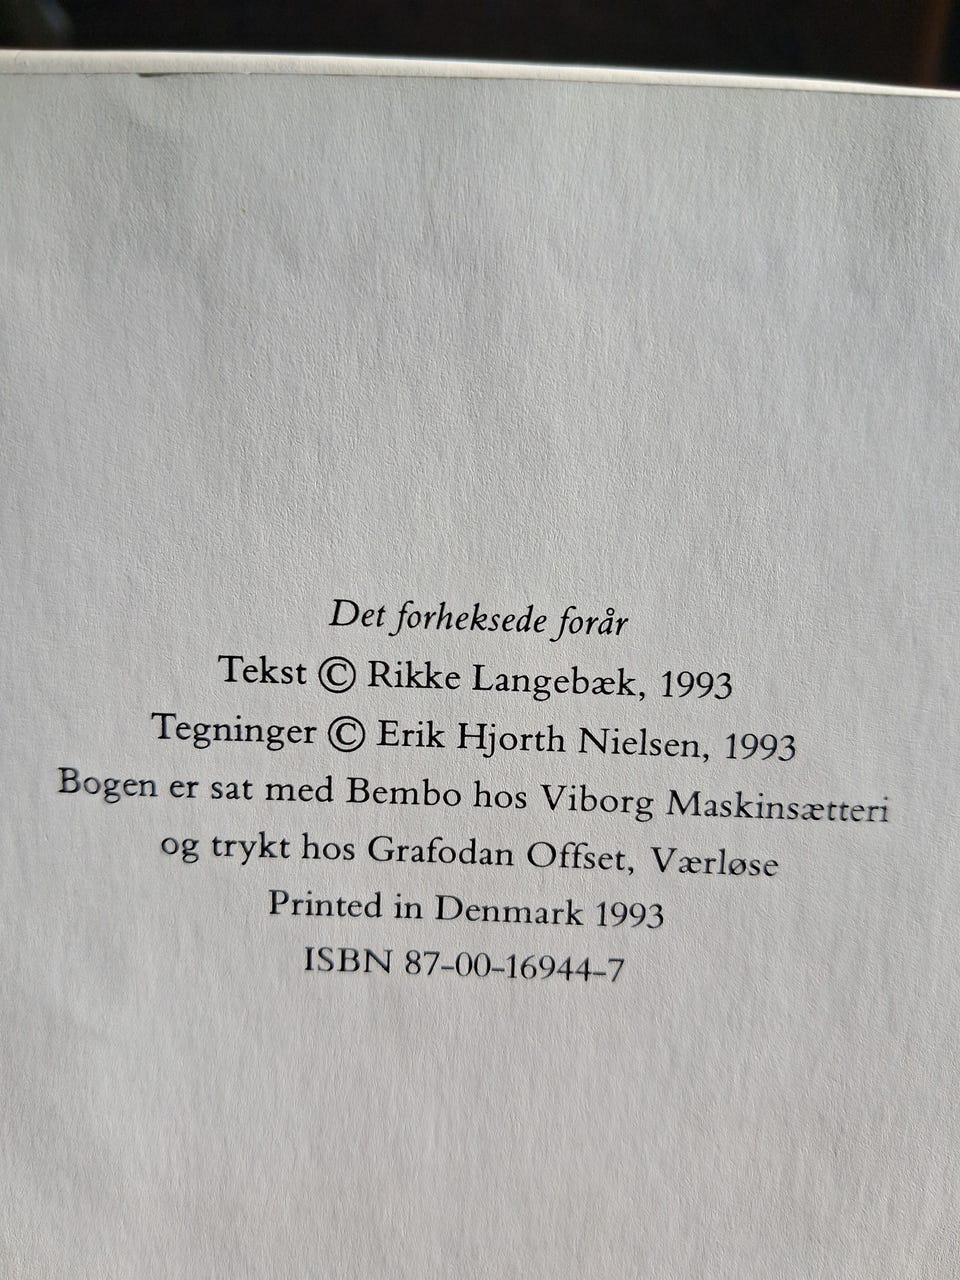 Det forheksede forår
Tekst © Rikke Langebæk, 1993
Tegninger © Erik Hjorth Nielsen, 1993
Bogen er sat med Bembo hos Viborg Maskinsætteri
og trykt hos Grafodan Offset, Værløse
Printed in Denmark 1993
ISBN 87-00-16944-7